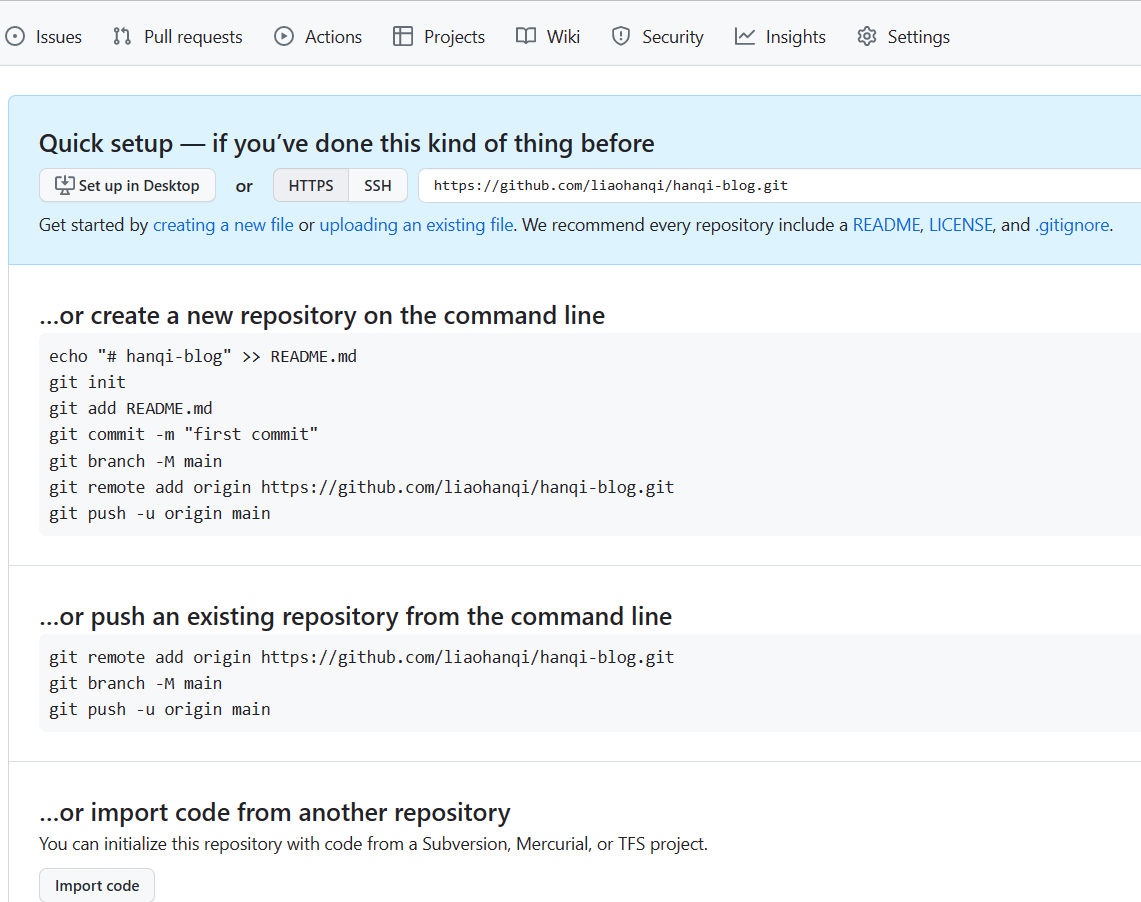 Issues Pull requests Actions Projects Wiki Security Insights Settings
Quick setup — if you’ve done this kind of thing before
Set up in Desktop or HTTPS SSH https://github.com/liaohanqi/hanqi-blog.git
Get started by creating a new file or uploading an existing file. We recommend every repository include a README, LICENSE, and .gitignore.
…or create a new repository on the command line
echo "# hanqi-blog" >> README.md
git init
git add README.md
git commit -m "first commit"
git branch -M main
git remote add origin https://github.com/liaohanqi/hanqi-blog.git
git push -u origin main
…or push an existing repository from the command line
git remote add origin https://github.com/liaohanqi/hanqi-blog.git
git branch -M main
git push -u origin main
…or import code from another repository
You can initialize this repository with code from a Subversion, Mercurial, or TFS project.
Import code